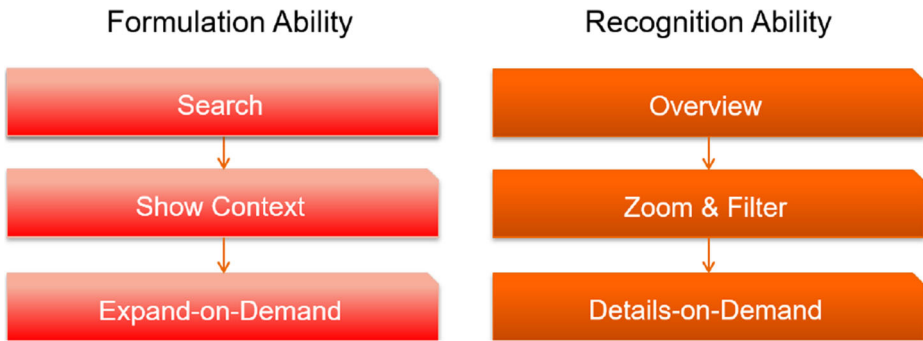 Formulation Ability
Search
Show Context
Expand-on-Demand
Recognition Ability
Overview
Zoom & Filter
Details-on-Demand